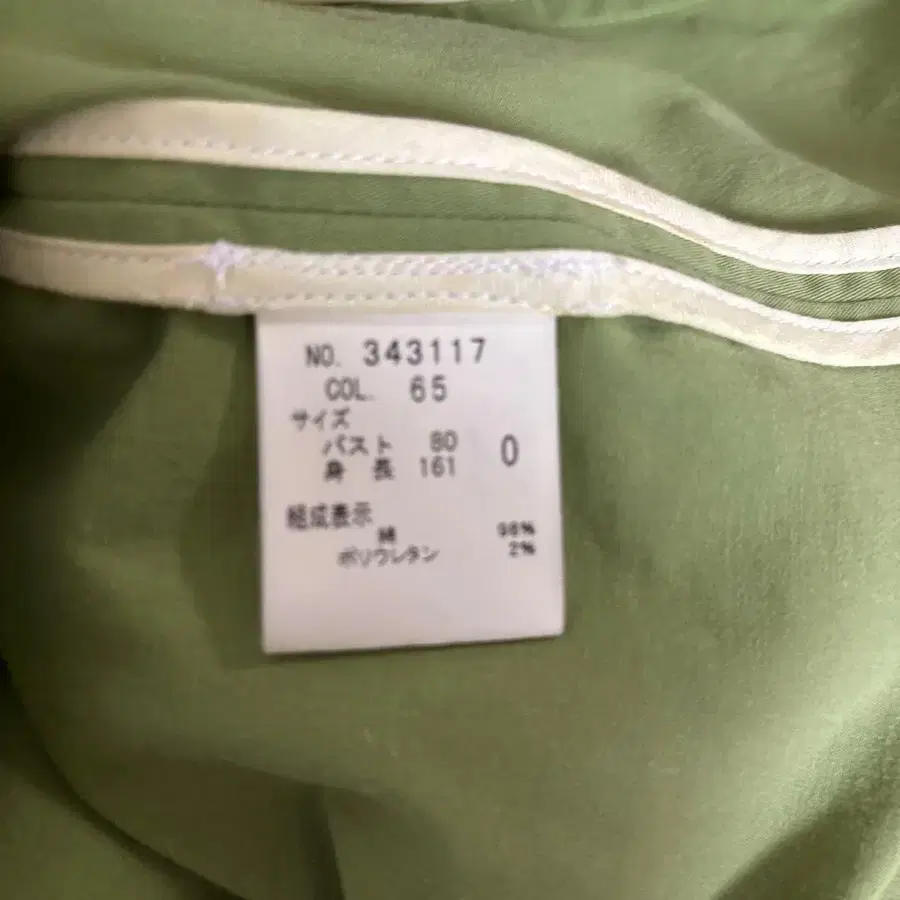 NO. 343117
COL. 65
サイズ
バスト 80 0
身長 161
組成表示
綿 98%
ポリウレタン 2%